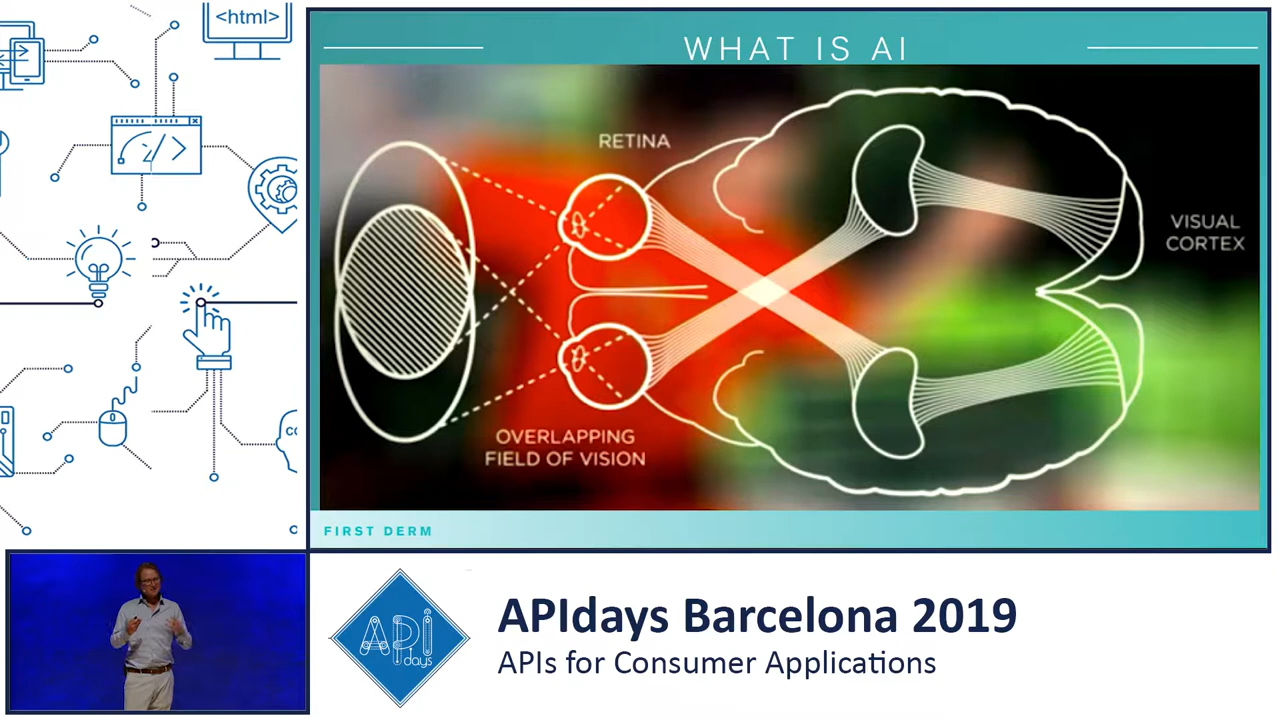 <html>
WHAT IS AI
RETINA
VISUAL
CORTEX
OVERLAPPING
FIELD OF VISION
FIRST DERM
API
days
APIdays Barcelona 2019
APIs for Consumer Applications